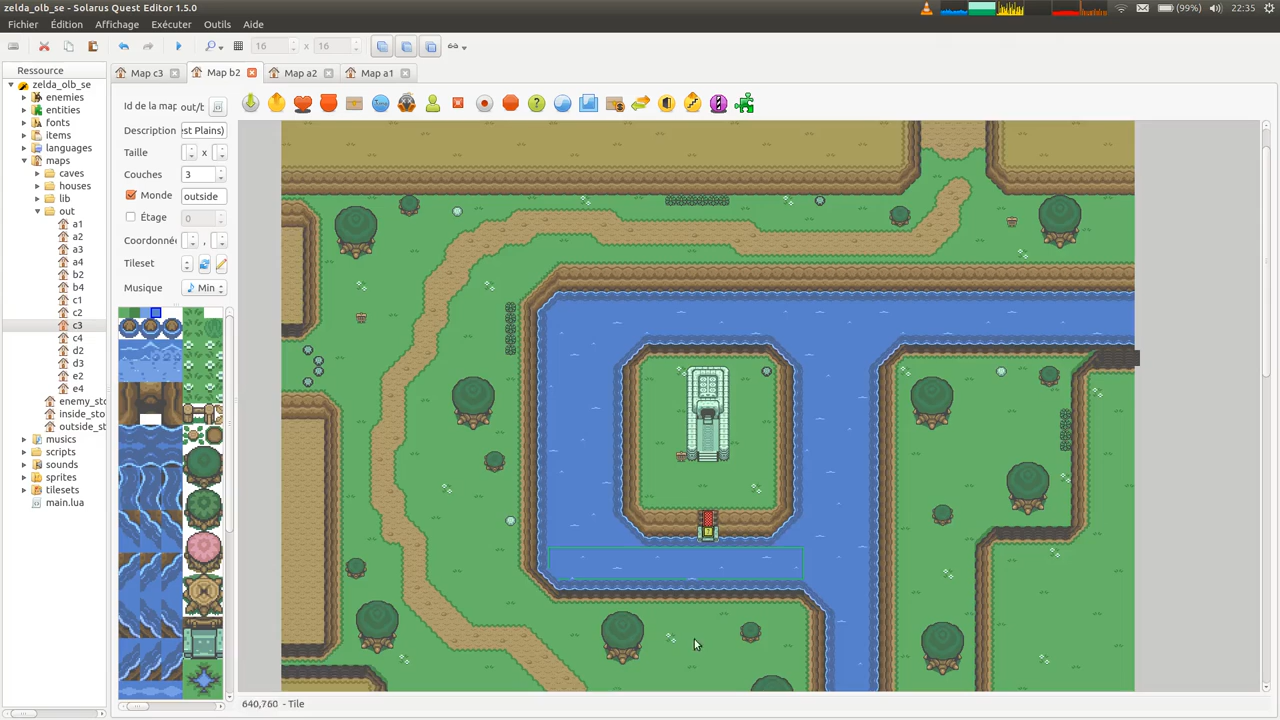 zelda_olb_se - Solarus Quest Editor 1.5.0
(99%) 22:35
Fichier Édition Affichage Exécuter Outils Aide
16 x 16
Ressource
Map c3 Map b2 Map a2 Map a1
zelda_olb_se
enemies
entities
fonts
items
languages
maps
caves
houses
lib
out
a1
a2
a3
a4
b2
b4
c1
c2
c3
c4
d2
d3
e2
e4
enemy_sto
inside_sto
outside_st
musics
scripts
sounds
sprites
tilesets
main.lua
Id de la map out/b
Description est Plains)
Taille x
Couches 3
Monde outside
Étage 0
Coordonnée ,
Tileset
Musique Min
640,760 - Tile